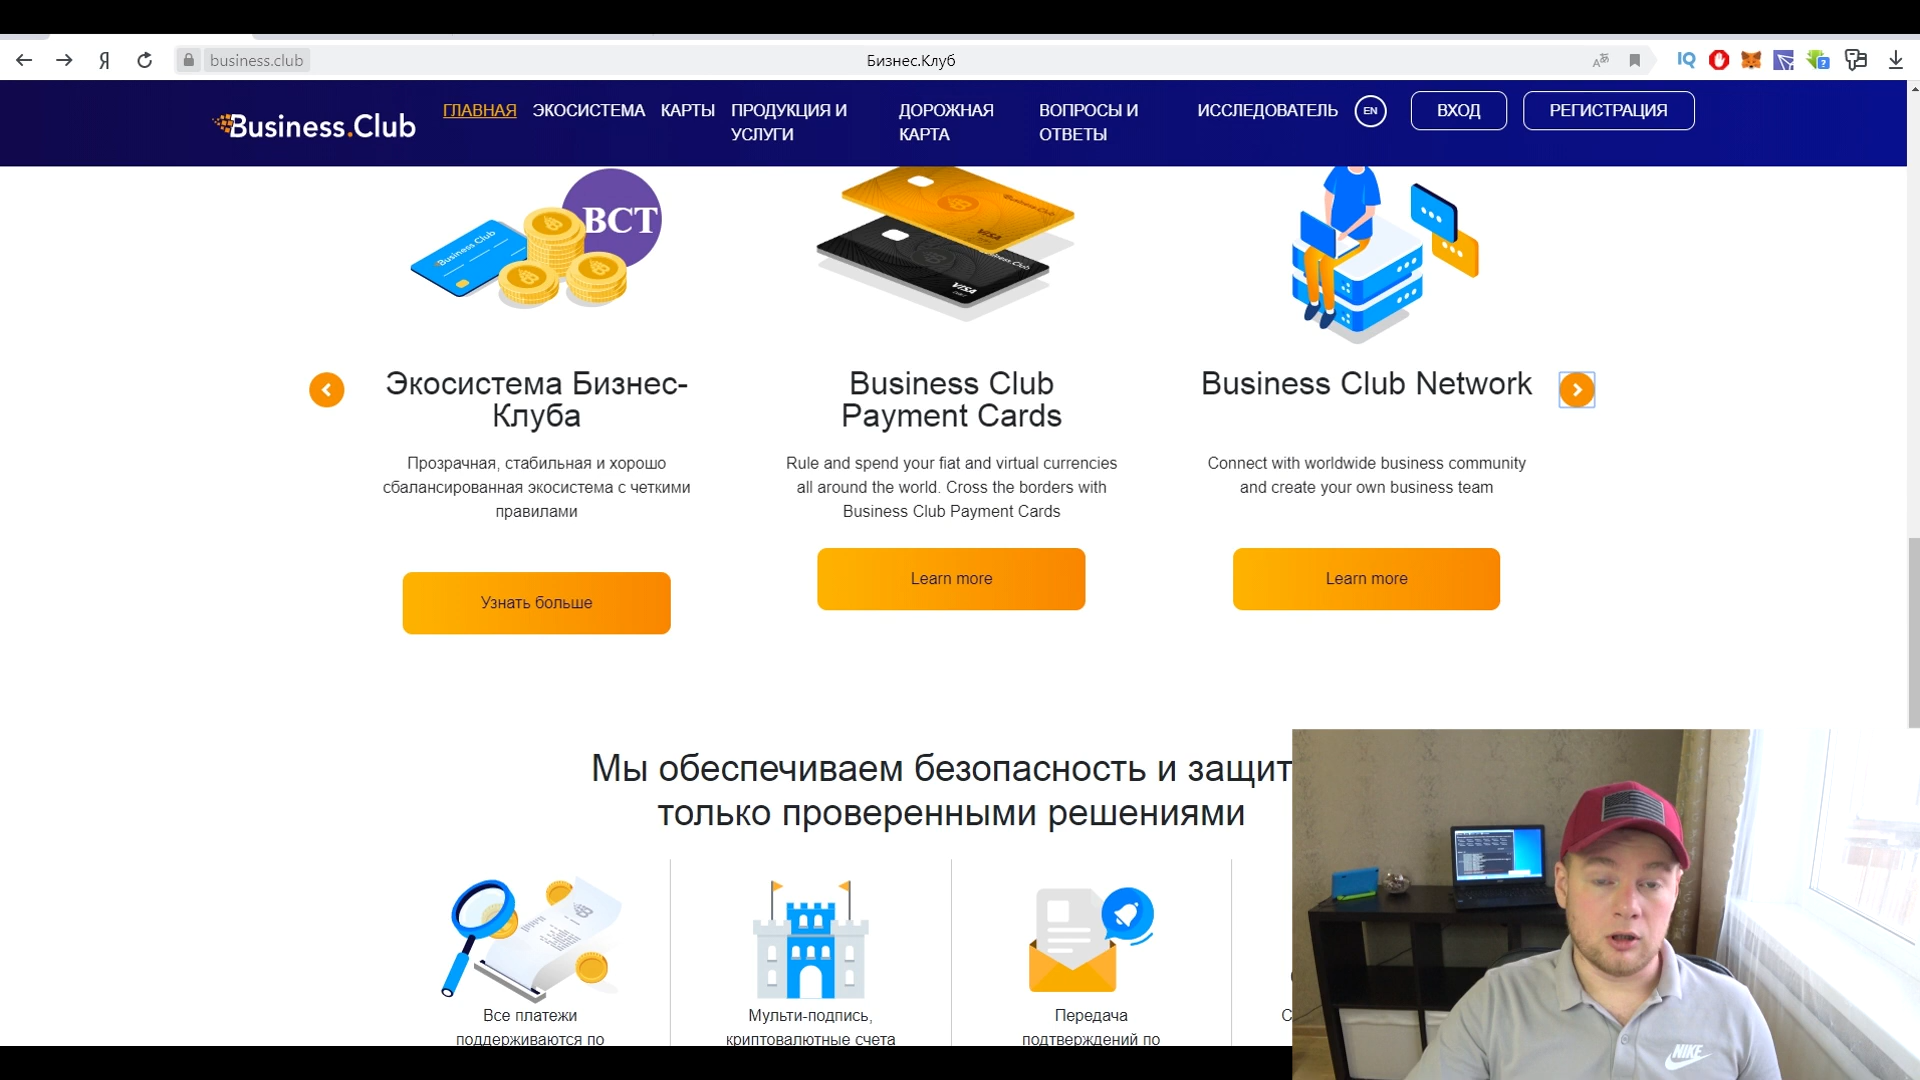 business.club
Бизнес.Клуб
IQ
Business.Club
ГЛАВНАЯ
ЭКОСИСТЕМА
КАРТЫ
ПРОДУКЦИЯ И
УСЛУГИ
ДОРОЖНАЯ
КАРТА
ВОПРОСЫ И
ОТВЕТЫ
ИССЛЕДОВАТЕЛЬ
EN
ВХОД
РЕГИСТРАЦИЯ
Business Club
BCT
Business.Club
VISA
VISA
Экосистема Бизнес-
Клуба
Прозрачная, стабильная и хорошо
сбалансированная экосистема с четкими
правилами
Узнать больше
Business Club
Payment Cards
Rule and spend your fiat and virtual currencies
all around the world. Cross the borders with
Business Club Payment Cards
Learn more
Business Club Network
Connect with worldwide business community
and create your own business team
Learn more
Мы обеспечиваем безопасность и защит
только проверенными решениями
Все платежи
поддерживаются по
Мульти-подпись,
криптовалютные счета
Передача
подтверждений по
NIKE